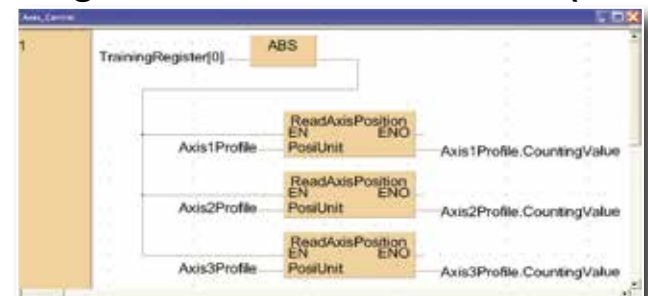 Axis_Control
1
ABS
TrainingRegister[0]
ReadAxisPosition
EN ENO
Axis1Profile PosiUnit Axis1Profile.CountingValue
ReadAxisPosition
EN ENO
Axis2Profile PosiUnit Axis2Profile.CountingValue
ReadAxisPosition
EN ENO
Axis3Profile PosiUnit Axis3Profile.CountingValue